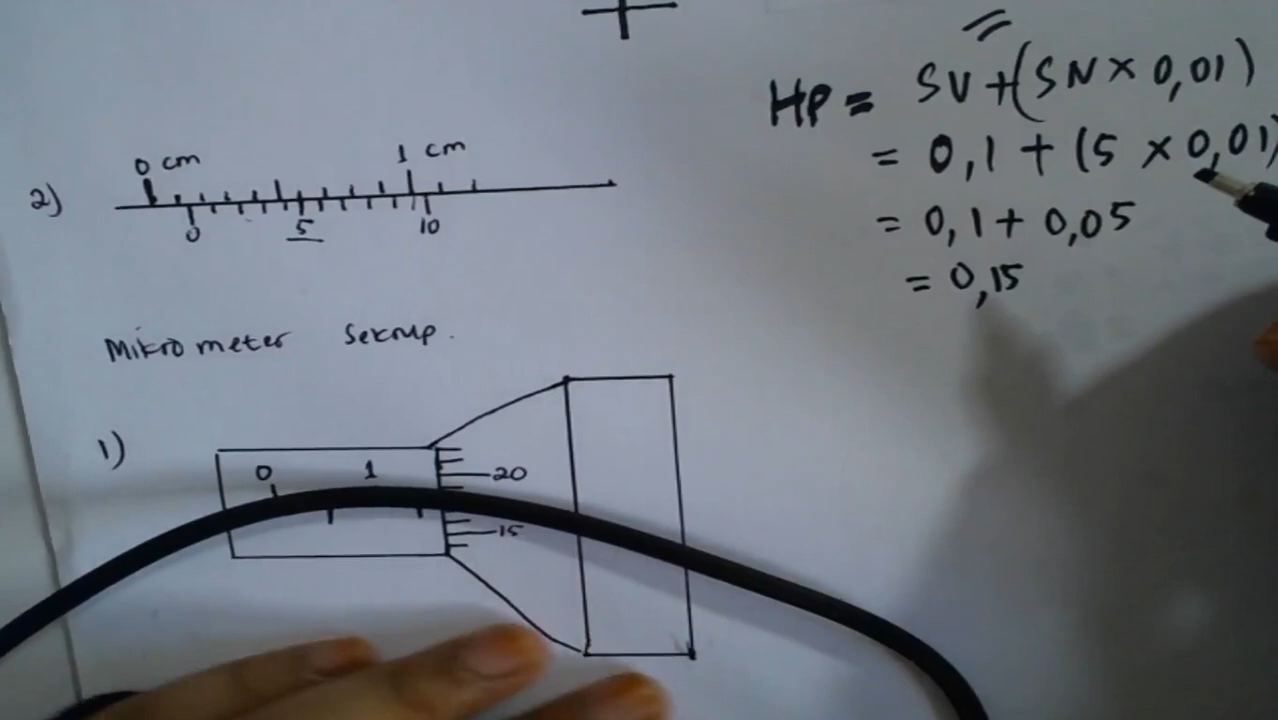 HP = SV + (SN × 0,01)
= 0,1 + (5 × 0,01)
= 0,1 + 0,05
= 0,15
2)
0 cm 1 cm
0 5 10
Mikrometer Sekrup.
1)
0 1
20
15